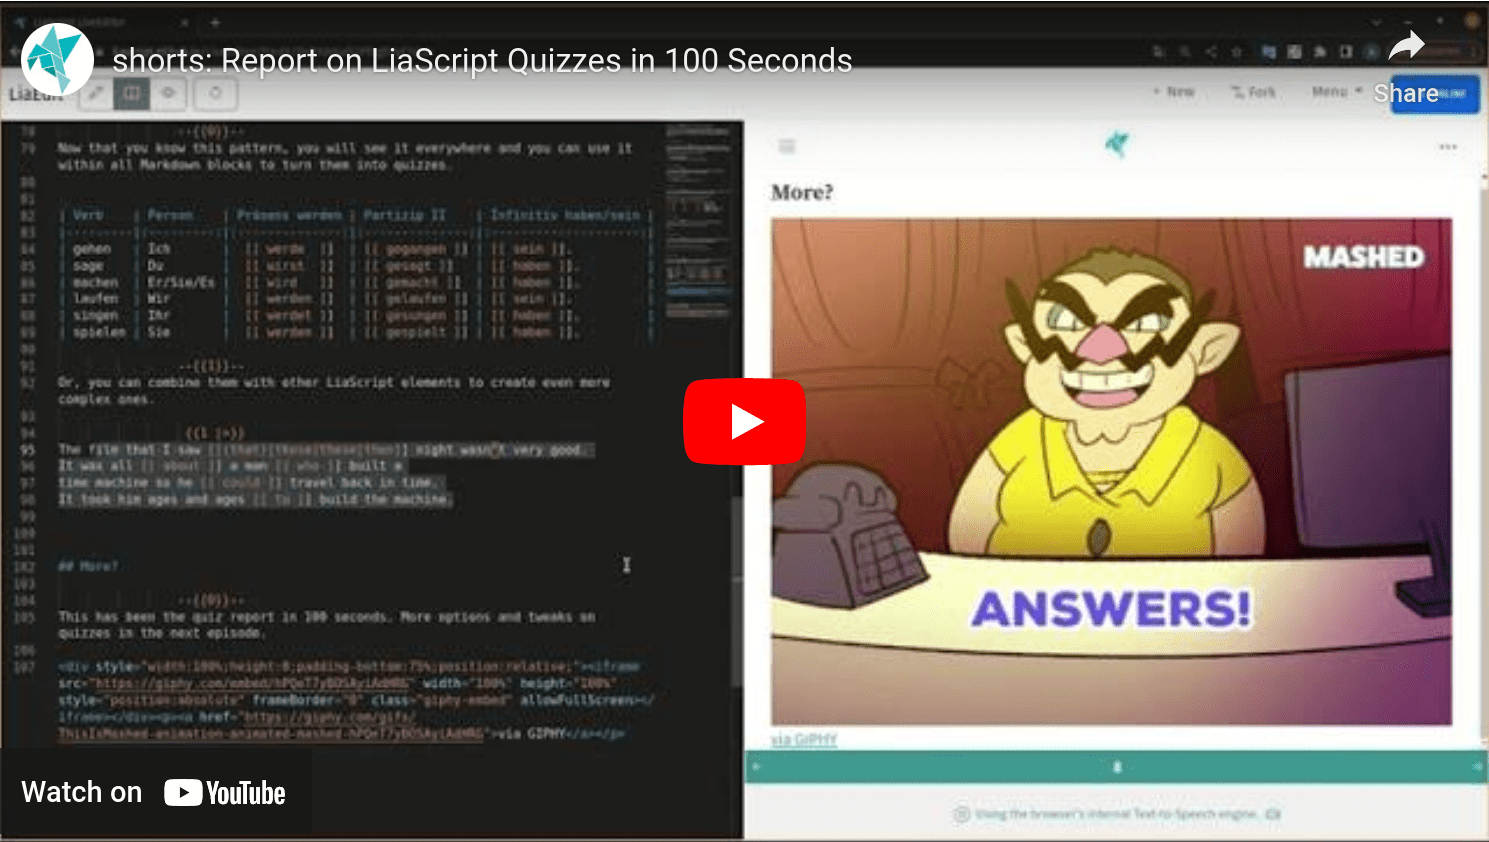 shorts: Report on LiaScript Quizzes in 100 Seconds
Share
LiaEdit
+ New
Fork
Menu
78 --{{0}}--
79 Now that you know this pattern, you will see it everywhere and you can use it
within all Markdown blocks to turn them into quizzes.
80
81
82 | Verb | Person | Präsens werden | Partizip II | Infinitiv haben/sein |
83
84 | gehen | Ich | [[ werde ]] | [[ gegangen ]] | [[ sein ]].
85 | sage | Du | [[ wirst ]] | [[ gesagt ]] | [[ haben ]].
86 | machen | Er/Sie/Es | [[ wird ]] | [[ gemacht ]] | [[ haben ]].
87 | laufen | Wir | [[ werden ]] | [[ gelaufen ]] | [[ sein ]].
88 | singen | Ihr | [[ werdet ]] | [[ gesungen ]] | [[ haben ]].
89 | spielen | Sie | [[ werden ]] | [[ gespielt ]] | [[ haben ]].
90
91 --{{1}}--
92 Or, you can combine them with other LiaScript elements to create even more
complex ones.
93
94 {{1 |>}}
95 The film that I saw [[(that)| night wasn't very good.
96 It was all [[ about ]] a man [[ who ]] built a
97 time machine so he [[ could ]] travel back in time.
98 It took him ages and ages [[ to ]] build the machine.
99
100
101
102 ## More?
103
104 --{{0}}--
105 This has been the quiz report in 100 seconds. More options and tweaks on
quizzes in the next episode.
106
107 <div style="width:100%;height:0;padding-bottom:75%;position:relative;"><iframe
src="https://giphy.com/embed/ width="100%" height="100%"
style="position:absolute" frameBorder="0" class="giphy-embed" allowFullScreen></
iframe></div><p><a href="https://giphy.com/gifs/
ThisIsMashed-animation-animated-mashed- ">via GIPHY</a></p>
More?
MASHED
ANSWERS!
via GIPHY
Using the browser's internal Text-to-Speech engine.
Watch on YouTube